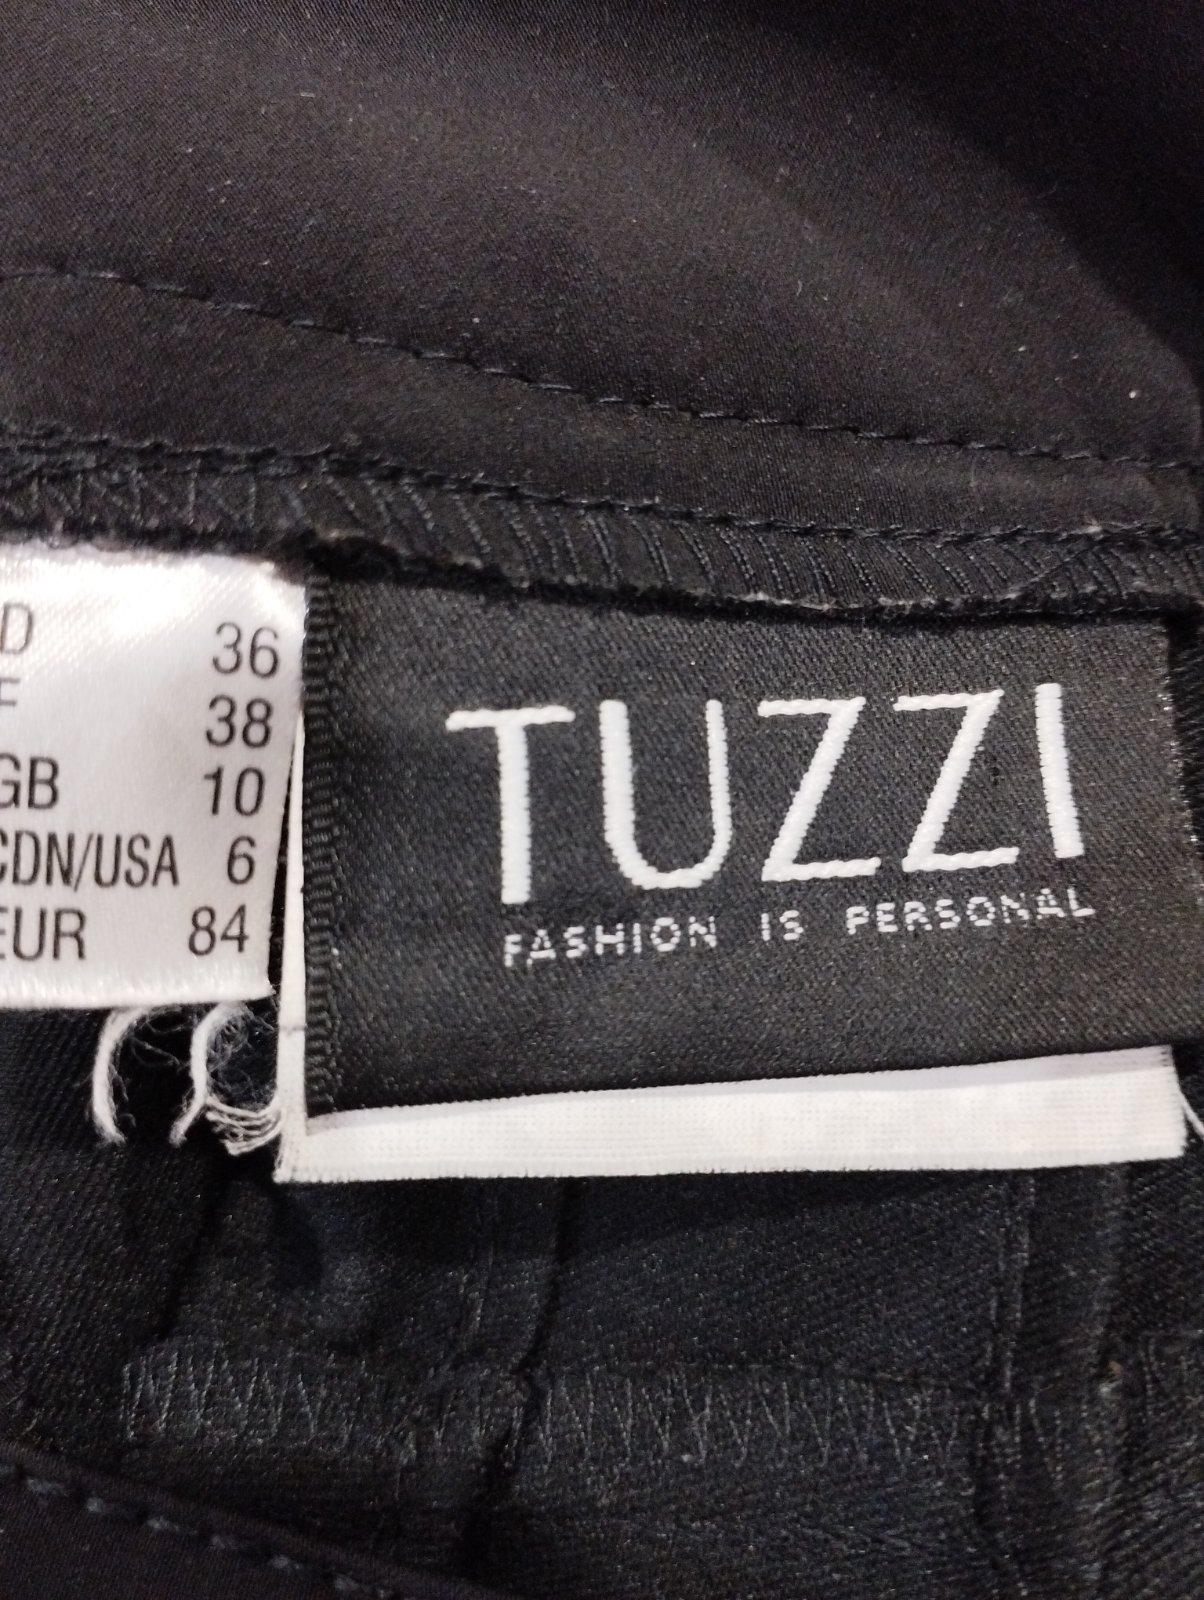 D 36
F 38
GB 10
CDN/USA 6
EUR 84
TUZZI
FASHION IS PERSONAL